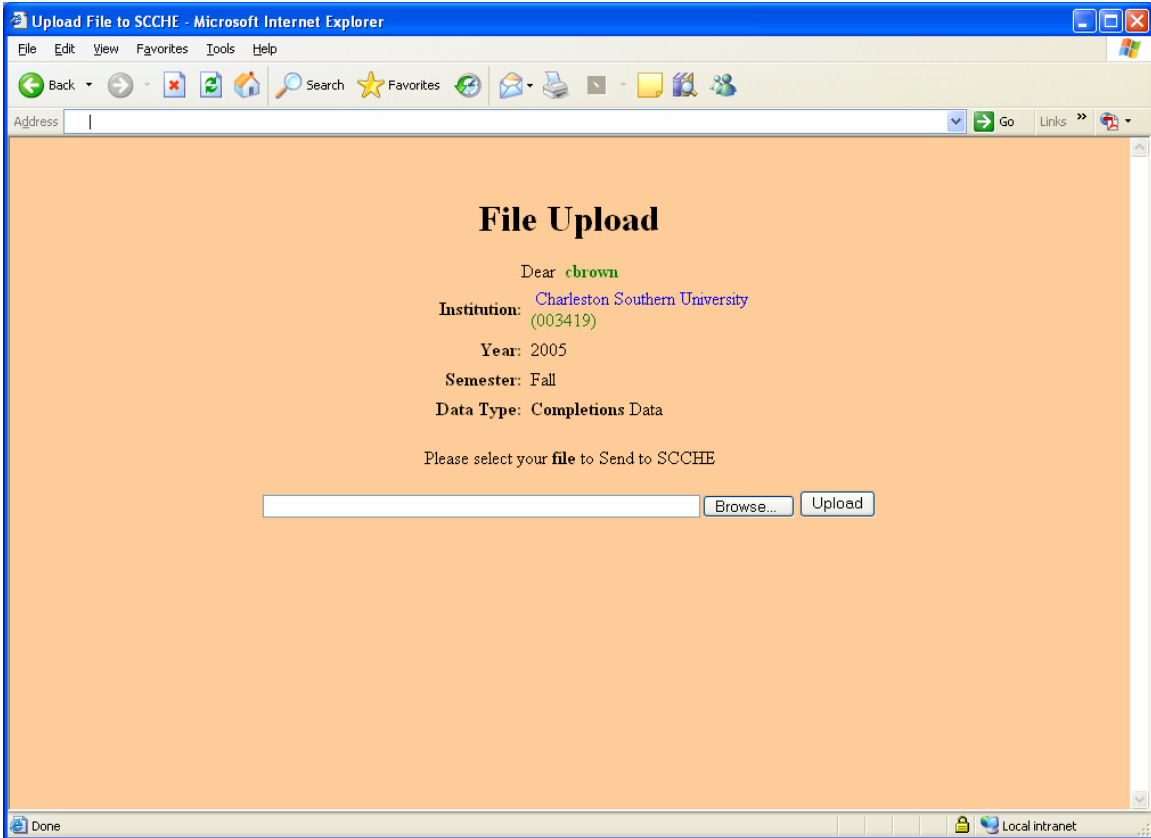 Upload File to SCCHE - Microsoft Internet Explorer
File Edit View Favorites Tools Help
Back Search Favorites
Address Go Links »
File Upload
Dear cbrown
Institution: Charleston Southern University
(003419)
Year: 2005
Semester: Fall
Data Type: Completions Data
Please select your file to Send to SCCHE
Browse... Upload
Done Local intranet